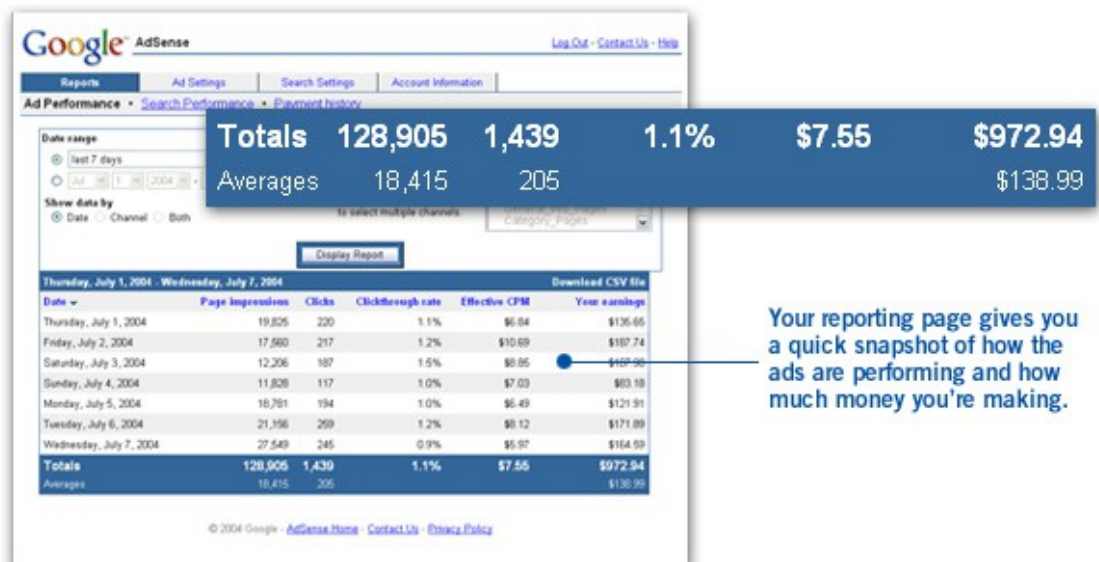 Google AdSense
Log Out - Contact Us - Help
Reports Ad Settings Search Settings Account Information
Ad Performance • Search Performance • Payment history
Totals 128,905 1,439 1.1% $7.55 $972.94
Averages 18,415 205 $138.99
Date range
last 7 days
Jul 1 2004 -
Show data by
Date Channel Both
to select multiple channels
Category_Pages
Display Report
Thursday, July 1, 2004 - Wednesday, July 7, 2004 Download CSV file
Date Page impressions Clicks Clickthrough rate Effective CPM Your earnings
Thursday, July 1, 2004 19,825 220 1.1% $6.84 $135.65
Friday, July 2, 2004 17,560 217 1.2% $10.69 $187.74
Saturday, July 3, 2004 12,206 187 1.5% $8.85 $107.98
Sunday, July 4, 2004 11,828 117 1.0% $7.03 $83.18
Monday, July 5, 2004 18,781 194 1.0% $6.49 $121.91
Tuesday, July 6, 2004 21,156 259 1.2% $8.12 $171.89
Wednesday, July 7, 2004 27,549 245 0.9% $5.97 $164.59
Totals 128,905 1,439 1.1% $7.55 $972.94
Averages 18,415 205 $138.99
Your reporting page gives you
a quick snapshot of how the
ads are performing and how
much money you're making.
© 2004 Google - AdSense Home - Contact Us - Privacy Policy